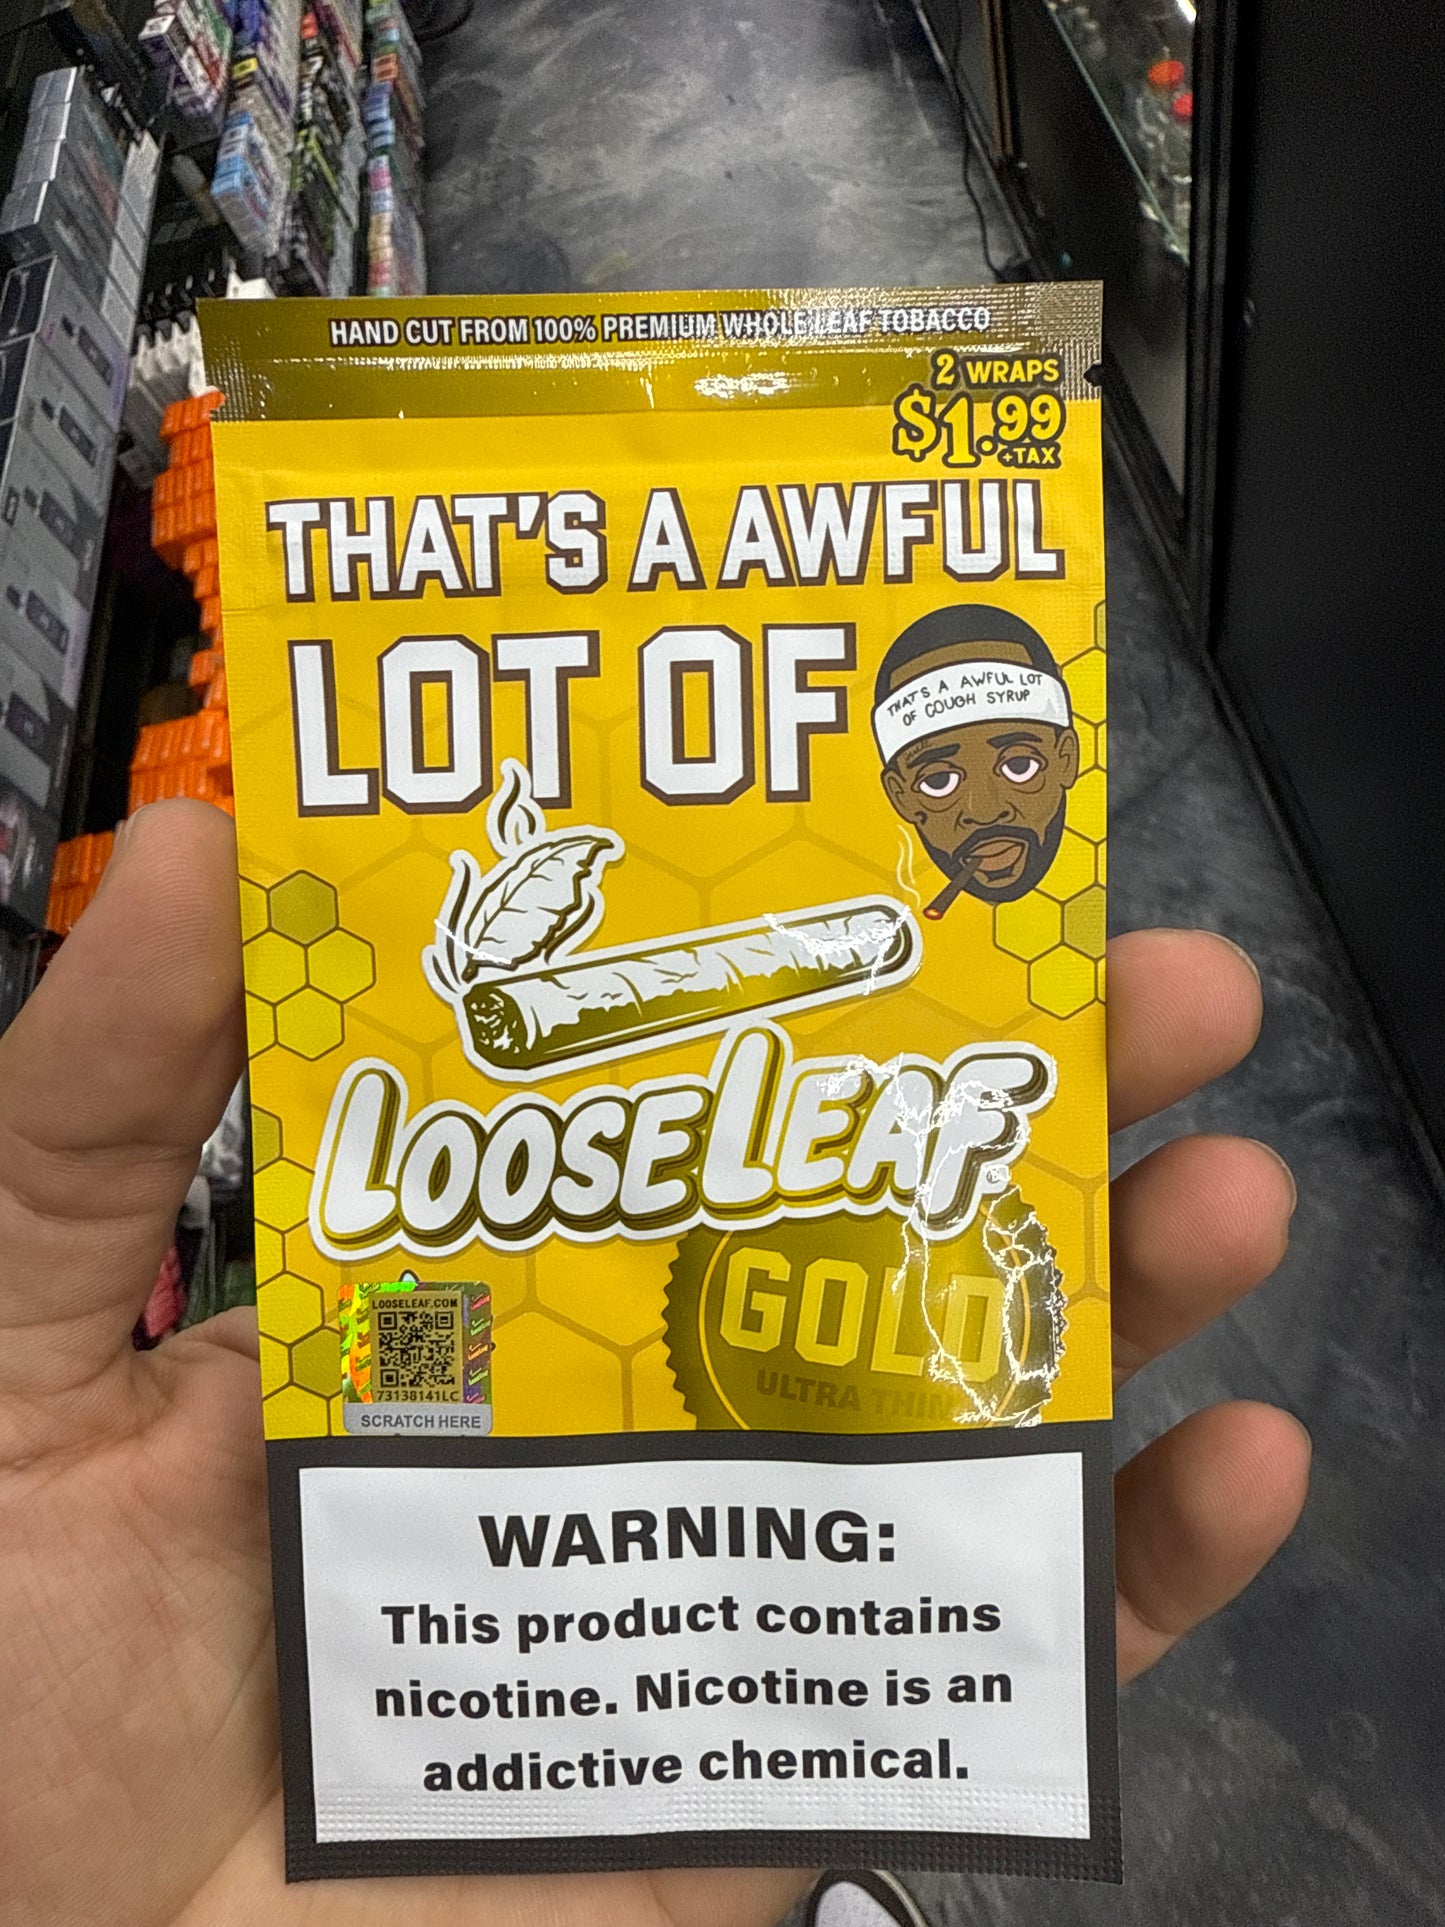 HAND CUT FROM 100% PREMIUM WHOLE LEAF TOBACCO
2 WRAPS
$1.99
+TAX
THAT'S A AWFUL
LOT OF
THAT'S A AWFUL LOT
OF COUGH SYRUP
LOOSELEAF
GOLD
ULTRA THIN
LOOSELEAF.COM
73138141LC
SCRATCH HERE
WARNING:
This product contains
nicotine. Nicotine is an
addictive chemical.